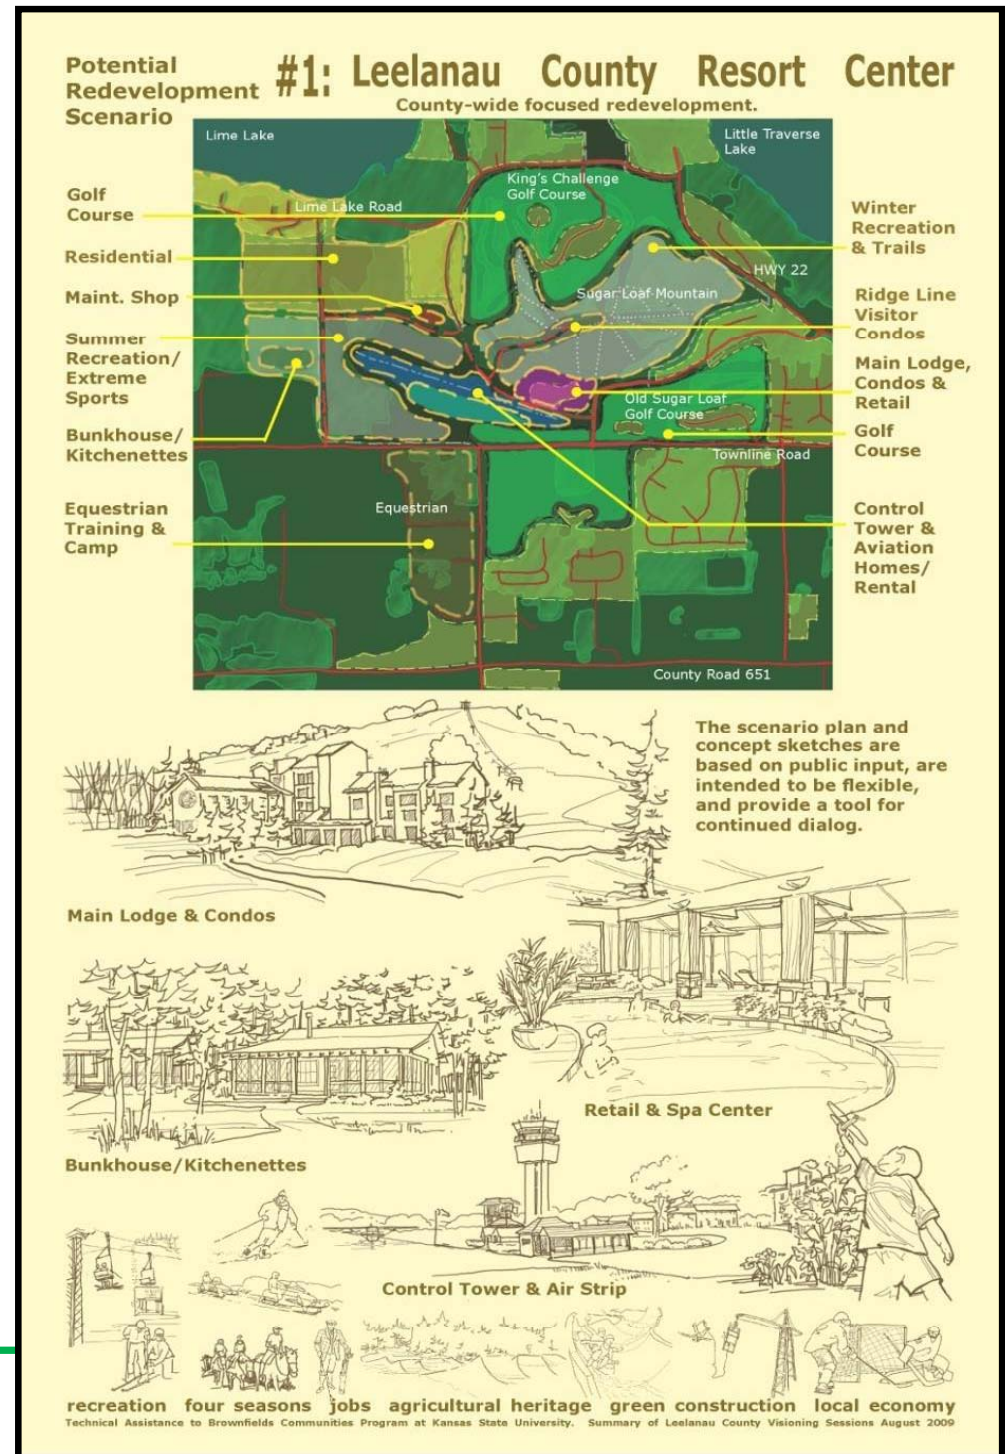 Potential
Redevelopment
Scenario
#1: Leelanau County Resort Center
County-wide focused redevelopment.
Lime Lake
Little Traverse
Lake
King's Challenge
Golf Course
Lime Lake Road
HWY 22
Sugar Loaf Mountain
Old Sugar Loaf
Golf Course
Townline Road
Equestrian
County Road 651
Golf
Course
Residential
Maint. Shop
Summer
Recreation/
Extreme
Sports
Bunkhouse/
Kitchenettes
Equestrian
Training &
Camp
Winter
Recreation
& Trails
Ridge Line
Visitor
Condos
Main Lodge,
Condos &
Retail
Golf
Course
Control
Tower &
Aviation
Homes/
Rental
The scenario plan and
concept sketches are
based on public input, are
intended to be flexible,
and provide a tool for
continued dialog.
Main Lodge & Condos
Retail & Spa Center
Bunkhouse/Kitchenettes
Control Tower & Air Strip
recreation four seasons jobs agricultural heritage green construction local economy
Technical Assistance to Brownfields Communities Program at Kansas State University. Summary of Leelanau County Visioning Sessions August 2009